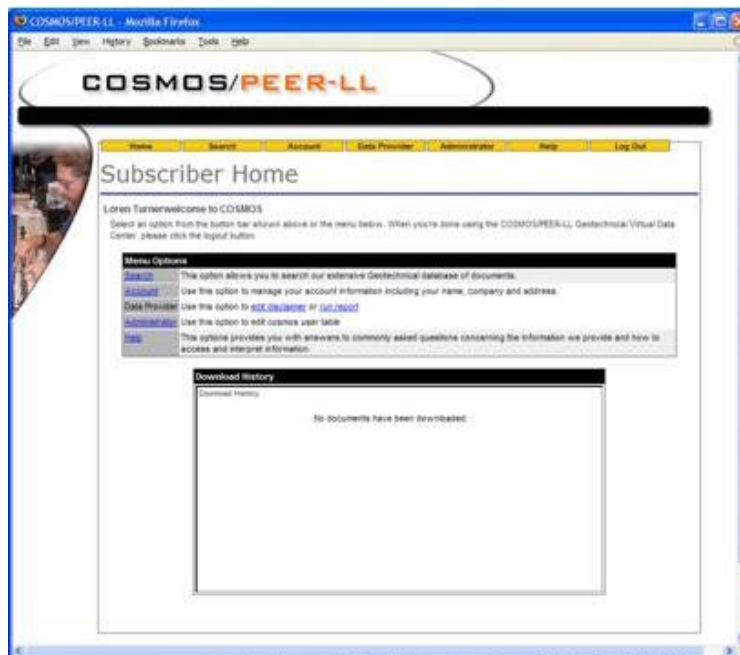 COSMOS/PEER-LL - Mozilla Firefox
File Edit View History Bookmarks Tools Help
COSMOS/PEER-LL
Home Search Account Data Provider Administrator Help Log Out
Subscriber Home
Loren Turnerwelcome to COSMOS
Select an option from the button bar shown above or the menu below. When you're done using the COSMOS/PEER-LL Geotechnical Virtual Data
Center, please click the logout button.
Menu Options
Search This option allows you to search our extensive Geotechnical database of documents.
Account Use this option to manage your account information including your name, company and address.
Data Provider Use this option to edit disclaimer or run report
Administrator Use this option to edit cosmos user table
Help This options provides you with answers to commonly asked questions concerning the information we provide and how to
access and interpret information.
Download History
Download History
No documents have been downloaded.